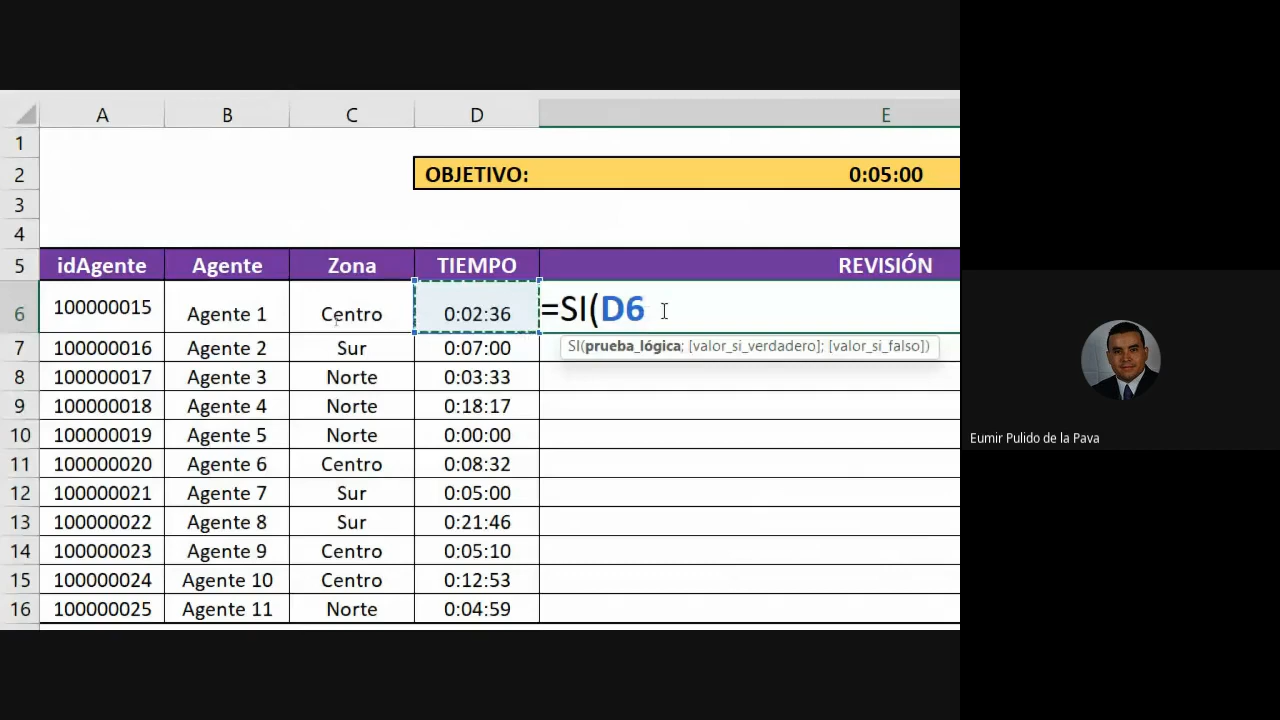 A B C D E
1
2 OBJETIVO: 0:05:00
3
4
5 idAgente Agente Zona TIEMPO REVISIÓN
6 100000015 Agente 1 Centro 0:02:36 =SI(D6
SI(prueba_lógica; [valor_si_verdadero]; [valor_si_falso])
7 100000016 Agente 2 Sur 0:07:00
8 100000017 Agente 3 Norte 0:03:33
9 100000018 Agente 4 Norte 0:18:17
10 100000019 Agente 5 Norte 0:00:00
11 100000020 Agente 6 Centro 0:08:32
12 100000021 Agente 7 Sur 0:05:00
13 100000022 Agente 8 Sur 0:21:46
14 100000023 Agente 9 Centro 0:05:10
15 100000024 Agente 10 Centro 0:12:53
16 100000025 Agente 11 Norte 0:04:59
Eumir Pulido de la Pava